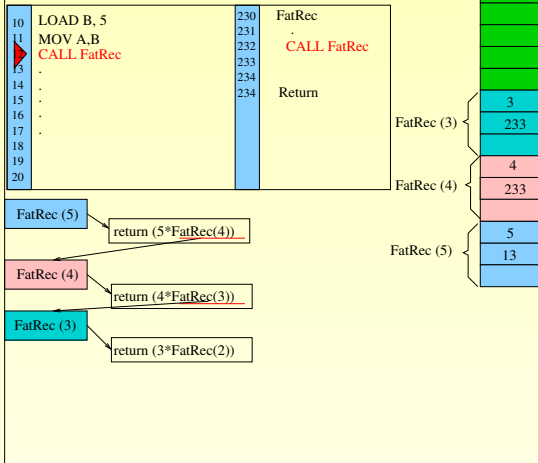 10 LOAD B, 5
11 MOV A,B
CALL FatRec
13 .
14 .
15 .
16 .
17 .
18
19
20
230 FatRec
231 .
232 CALL FatRec
233
234
234 Return
FatRec (3)
3
233
FatRec (4)
4
233
FatRec (5)
5
13
FatRec (5)
return (5*FatRec(4))
FatRec (4)
return (4*FatRec(3))
FatRec (3)
return (3*FatRec(2))